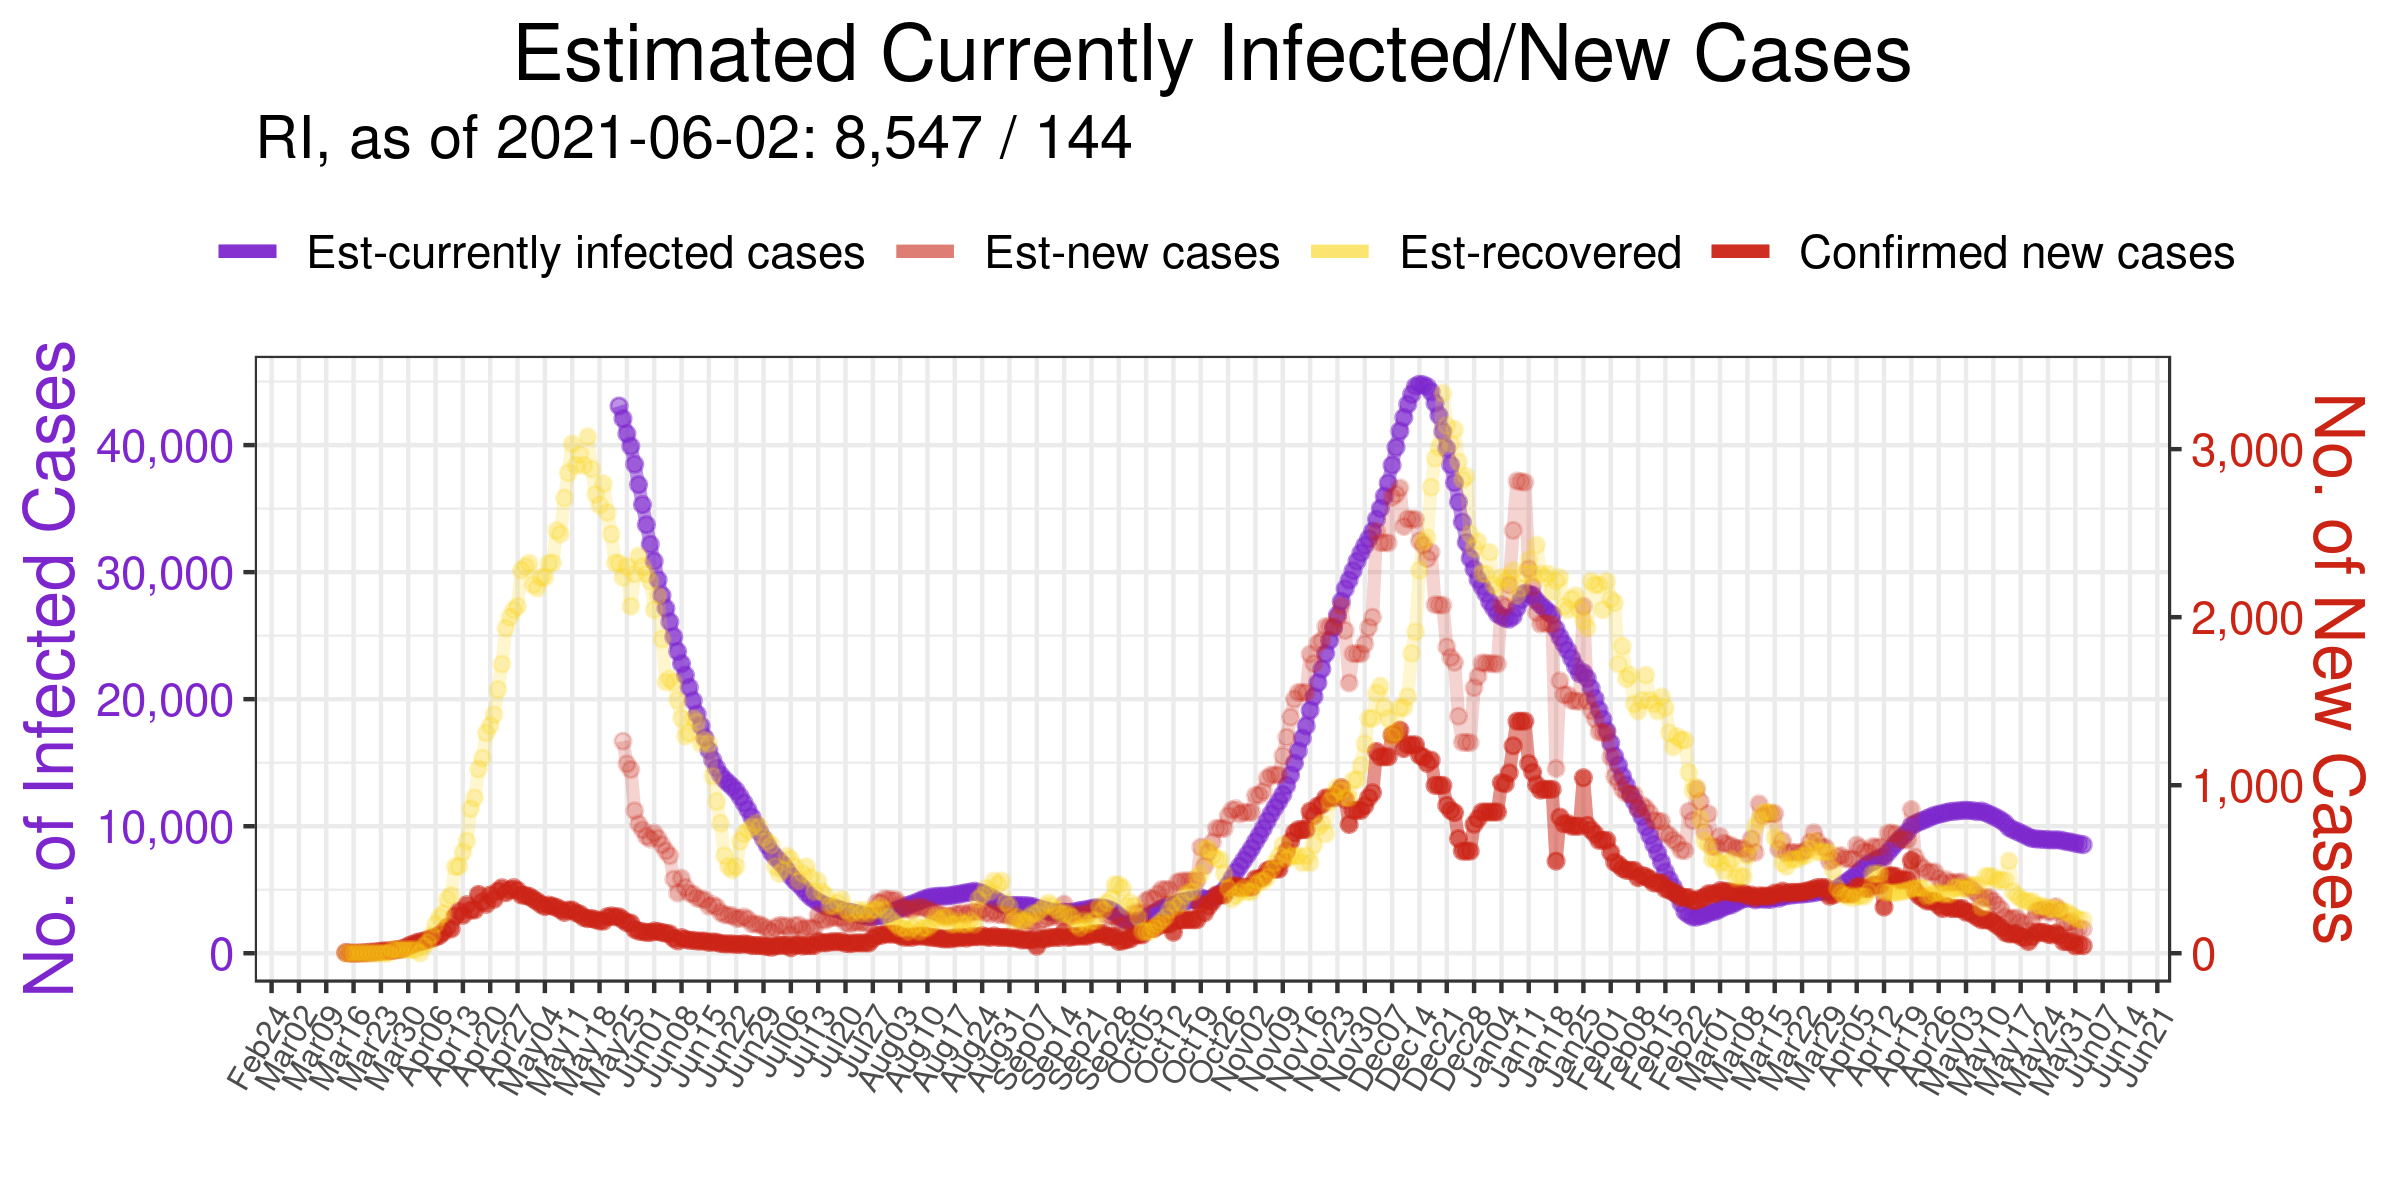 Estimated Currently Infected/New Cases
RI, as of 2021-06-02: 8,547 / 144
Est-currently infected cases Est-new cases Est-recovered Confirmed new cases
No. of Infected Cases
40,000
30,000
20,000
10,000
0
No. of New Cases
3,000
2,000
1,000
0
Feb24 Mar02 Mar09 Mar16 Mar23 Mar30 Apr06 Apr13 Apr20 Apr27 May04 May11 May18 May25 Jun01 Jun08 Jun15 Jun22 Jun29 Jul06 Jul13 Jul20 Jul27 Aug03 Aug10 Aug17 Aug24 Aug31 Sep07 Sep14 Sep21 Sep28 Oct05 Oct12 Oct19 Oct26 Nov02 Nov09 Nov16 Nov23 Nov30 Dec07 Dec14 Dec21 Dec28 Jan04 Jan11 Jan18 Jan25 Feb01 Feb08 Feb15 Feb22 Mar01 Mar08 Mar15 Mar22 Mar29 Apr05 Apr12 Apr19 Apr26 May03 May10 May17 May24 May31 Jun07 Jun14 Jun21